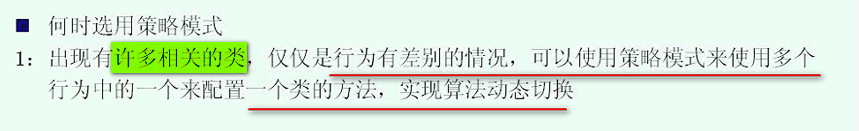 何时选用策略模式
1：出现有许多相关的类，仅仅是行为有差别的情况，可以使用策略模式来使用多个
行为中的一个来配置一个类的方法，实现算法动态切换